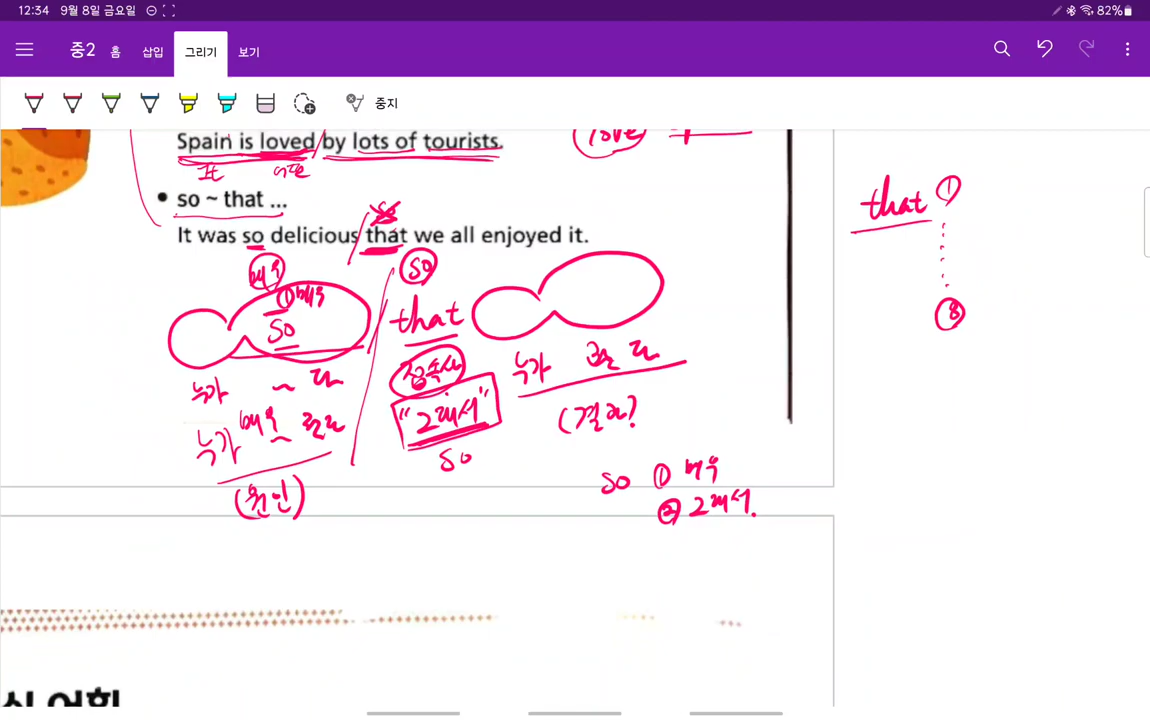 12:34 9월 8일 금요일 82%
중2 홈 삽입 그리기 보기
중지
Spain is loved by lots of tourists.
(love)
It
that ①
• so ~ that ...
so
It was so delicious that we all enjoyed it.
⑧
매우 so
① 매우
so that
접속사
누가 ~ 다 누가 뭘 다
누가 매우 ~ "그래서" (결과)
so
(원인)
so ① 매우
② 그래서.